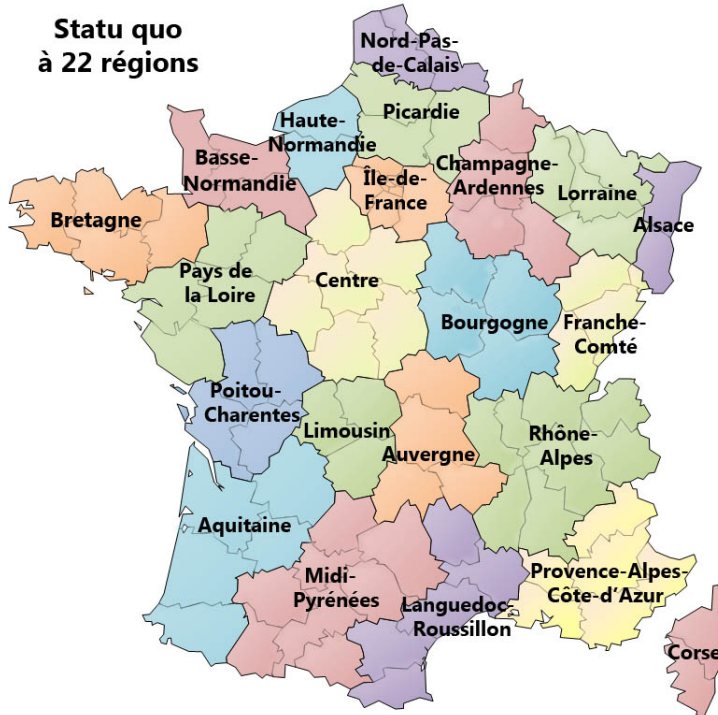 Statu quo
à 22 régions
Nord-Pas-
de-Calais
Picardie
Haute-
Normandie
Basse-
Normandie
Île-de-
France
Champagne-
Ardennes
Lorraine
Alsace
Bretagne
Pays de
la Loire
Centre
Bourgogne
Franche-
Comté
Poitou-
Charentes
Limousin
Auvergne
Rhône-
Alpes
Aquitaine
Midi-
Pyrénées
Languedoc-
Roussillon
Provence-Alpes-
Côte-d'Azur
Corse